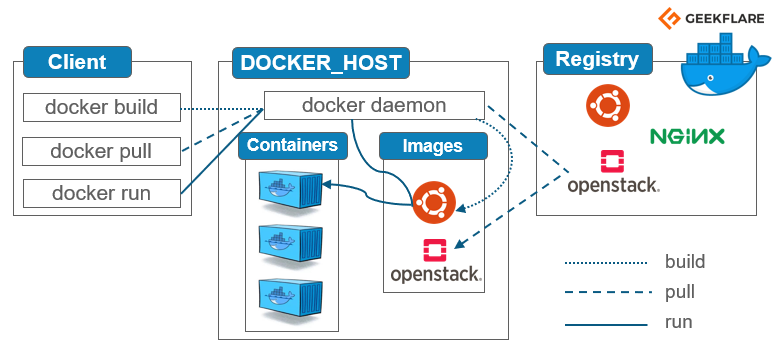 GEEKFLARE
Client
DOCKER_HOST
Registry
docker build
docker daemon
docker pull
docker run
Containers
Images
NGINX
openstack.
openstack.
build
pull
run